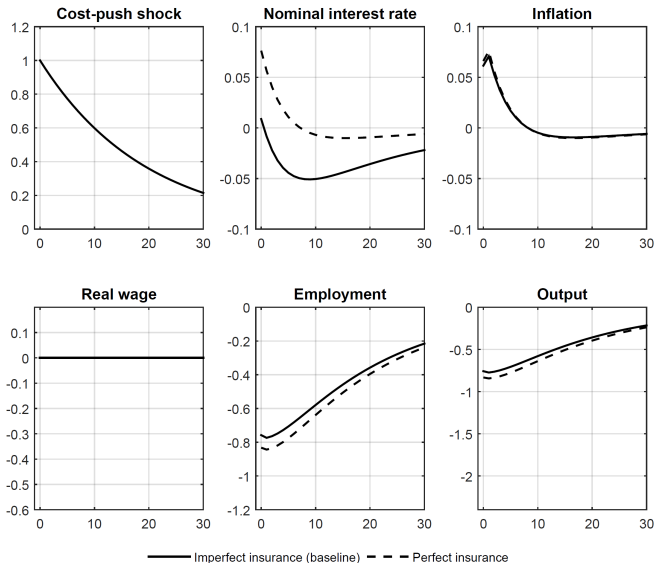 Cost-push shock
1.2
1
0.8
0.6
0.4
0.2
0
0 10 20 30
Nominal interest rate
0.1
0.05
0
-0.05
-0.1
0 10 20 30
Inflation
0.1
0.05
0
-0.05
-0.1
0 10 20 30
Real wage
0.1
0
-0.1
-0.2
-0.3
-0.4
-0.5
-0.6
0 10 20 30
Employment
0
-0.2
-0.4
-0.6
-0.8
-1
-1.2
0 10 20 30
Output
0
-0.5
-1
-1.5
-2
0 10 20 30
Imperfect insurance (baseline) Perfect insurance